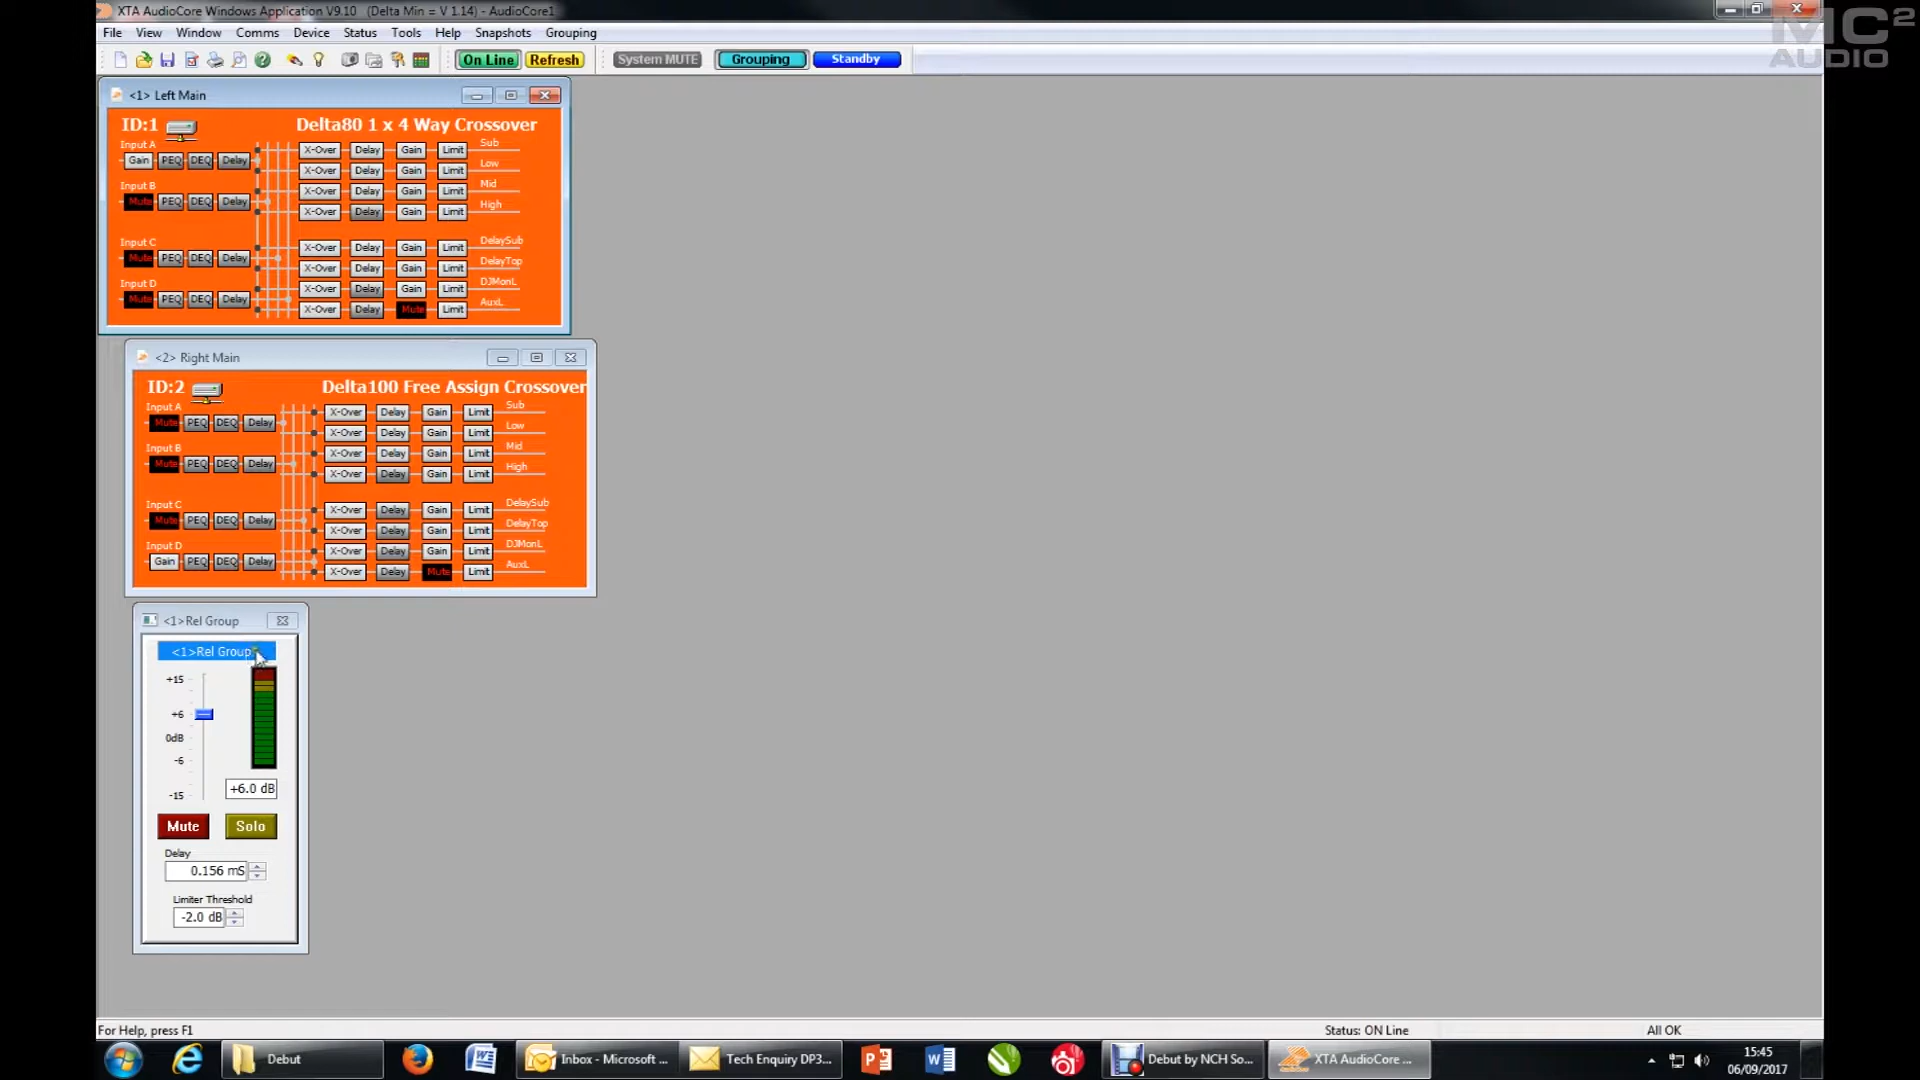 XTA AudioCore Windows Application V9.10 (Delta Min = V 1.14) - AudioCore1
MC² AUDIO
File View Window Comms Device Status Tools Help Snapshots Grouping
On Line Refresh System MUTE Grouping Standby
<1> Left Main
ID:1 Delta80 1 x 4 Way Crossover
Input A
Gain PEQ DEQ Delay
Input B
Mute PEQ DEQ Delay
Input C
Mute PEQ DEQ Delay
Input D
Mute PEQ DEQ Delay
X-Over Delay Gain Limit Sub
X-Over Delay Gain Limit Low
X-Over Delay Gain Limit Mid
X-Over Delay Gain Limit High
X-Over Delay Gain Limit DelaySub
X-Over Delay Gain Limit DelayTop
X-Over Delay Gain Limit DJMonL
X-Over Delay Mute Limit AuxL
<2> Right Main
ID:2 Delta100 Free Assign Crossover
Input A
Mute PEQ DEQ Delay
Input B
Mute PEQ DEQ Delay
Input C
Mute PEQ DEQ Delay
Input D
Gain PEQ DEQ Delay
X-Over Delay Gain Limit Sub
X-Over Delay Gain Limit Low
X-Over Delay Gain Limit Mid
X-Over Delay Gain Limit High
X-Over Delay Gain Limit DelaySub
X-Over Delay Gain Limit DelayTop
X-Over Delay Gain Limit DJMonL
X-Over Delay Mute Limit AuxL
<1>Rel Group
<1>Rel Group
+15
+6
0dB
-6
-15
+6.0 dB
Mute Solo
Delay
0.156 mS
Limiter Threshold
-2.0 dB
For Help, press F1 Status: ON Line All OK
Debut Inbox - Microsoft ... Tech Enquiry DP3... Debut by NCH So... XTA AudioCore ...
15:45
06/09/2017